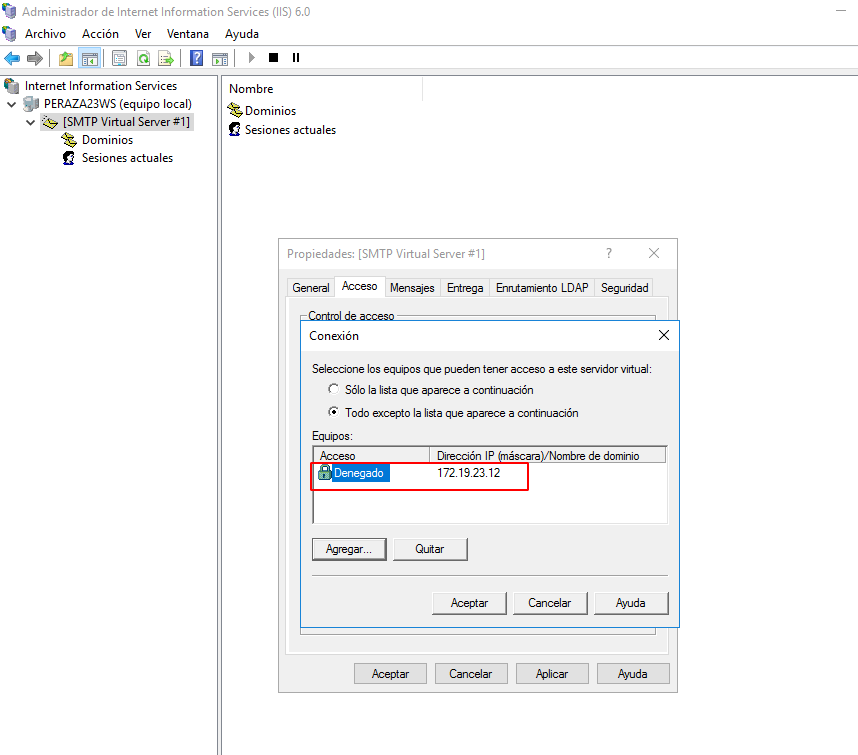 Administrador de Internet Information Services (IIS) 6.0
Archivo Acción Ver Ventana Ayuda
Internet Information Services
PERAZA23WS (equipo local)
[SMTP Virtual Server #1]
Dominios
Sesiones actuales
Nombre
Dominios
Sesiones actuales
Propiedades: [SMTP Virtual Server #1]
General Acceso Mensajes Entrega Enrutamiento LDAP Seguridad
Control de acceso
Conexión
Seleccione los equipos que pueden tener acceso a este servidor virtual:
Sólo la lista que aparece a continuación
Todo excepto la lista que aparece a continuación
Equipos:
Acceso Dirección IP (máscara)/Nombre de dominio
Denegado 172.19.23.12
Agregar... Quitar
Aceptar Cancelar Ayuda
Aceptar Cancelar Aplicar Ayuda